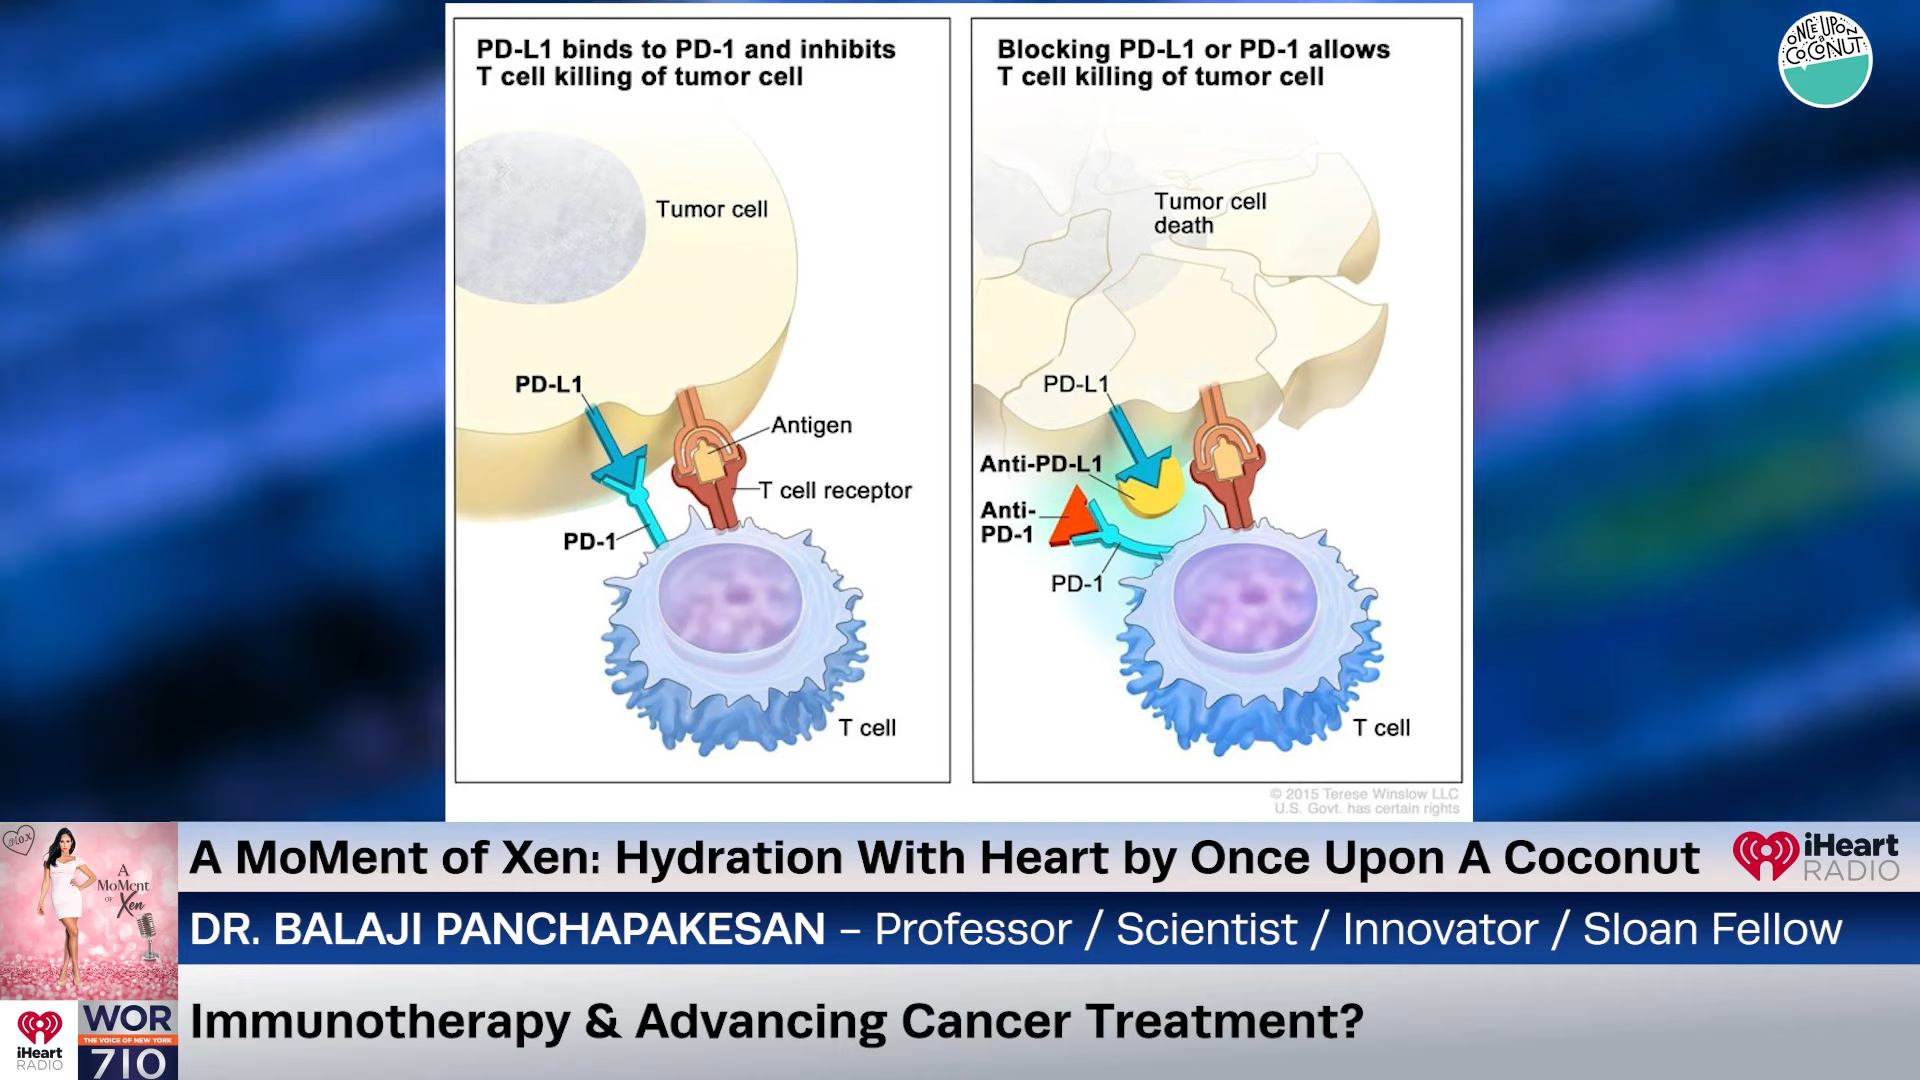 PD-L1 binds to PD-1 and inhibits
T cell killing of tumor cell
Tumor cell
PD-L1
Antigen
T cell receptor
PD-1
T cell
Blocking PD-L1 or PD-1 allows
T cell killing of tumor cell
Tumor cell
death
PD-L1
Anti-PD-L1
Anti-
PD-1
PD-1
T cell
© 2015 Terese Winslow LLC
U.S. Govt. has certain rights
ONCE UPON
a
COCONUT
A MoMent of Xen: Hydration With Heart by Once Upon A Coconut
iHeart
RADIO
DR. BALAJI PANCHAPAKESAN – Professor / Scientist / Innovator / Sloan Fellow
Immunotherapy & Advancing Cancer Treatment?
A
MoMent
OF Xen
iHeart
RADIO
WOR
THE VOICE OF NEW YORK
710